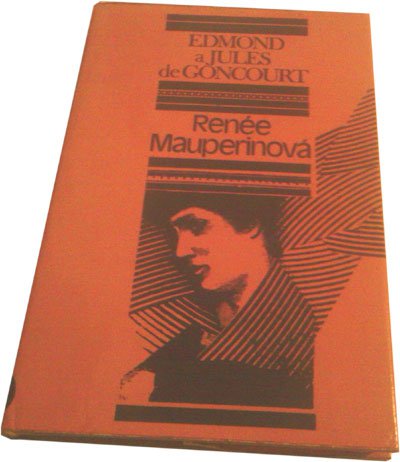 EDMOND
a JULES
de GONCOURT
Renée
Mauperinová